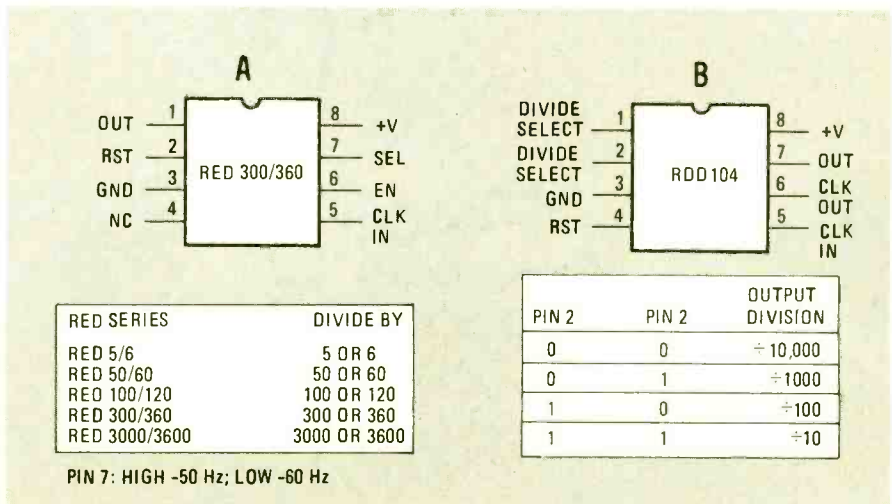 A
OUT 1
RST 2
GND 3
NC 4
RED 300/360
8 +V
7 SEL
6 EN
5 CLK IN
RED SERIES DIVIDE BY
RED 5/6 5 OR 6
RED 50/60 50 OR 60
RED 100/120 100 OR 120
RED 300/360 300 OR 360
RED 3000/3600 3000 OR 3600
PIN 7: HIGH -50 Hz; LOW -60 Hz
B
DIVIDE SELECT 1
DIVIDE SELECT 2
GND 3
RST 4
RDD 104
8 +V
7 OUT
6 CLK OUT
5 CLK IN
PIN 2 PIN 2 OUTPUT DIVISION
0 0 ÷ 10,000
0 1 ÷1000
1 0 ÷100
1 1 ÷10